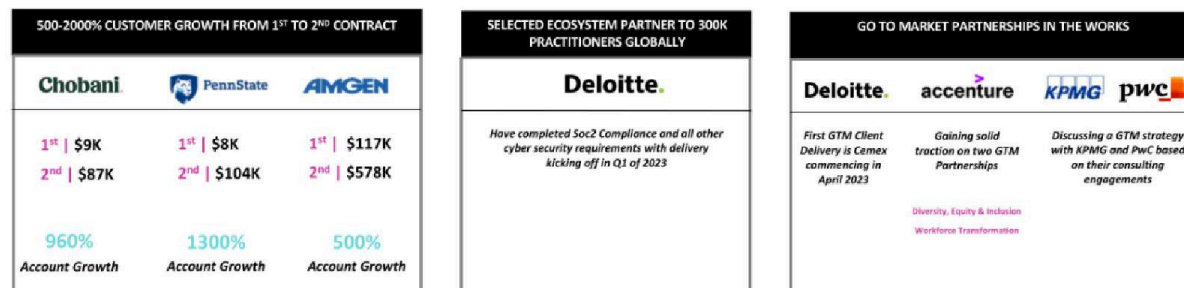 500-2000% CUSTOMER GROWTH FROM 1ST TO 2ND CONTRACT
Chobani.
PennState
AMGEN
1st | $9K
2nd | $87K
1st | $8K
2nd | $104K
1st | $117K
2nd | $578K
960%
Account Growth
1300%
Account Growth
500%
Account Growth
SELECTED ECOSYSTEM PARTNER TO 300K
PRACTITIONERS GLOBALLY
Deloitte.
Have completed Soc2 Compliance and all other
cyber security requirements with delivery
kicking off in Q1 of 2023
GO TO MARKET PARTNERSHIPS IN THE WORKS
Deloitte.
First GTM Client
Delivery is Cemex
commencing in
April 2023
accenture
Gaining solid
traction on two GTM
Partnerships
Diversity, Equity & Inclusion
Workforce Transformation
KPMG
pwc
Discussing a GTM strategy
with KPMG and PwC based
on their consulting
engagements